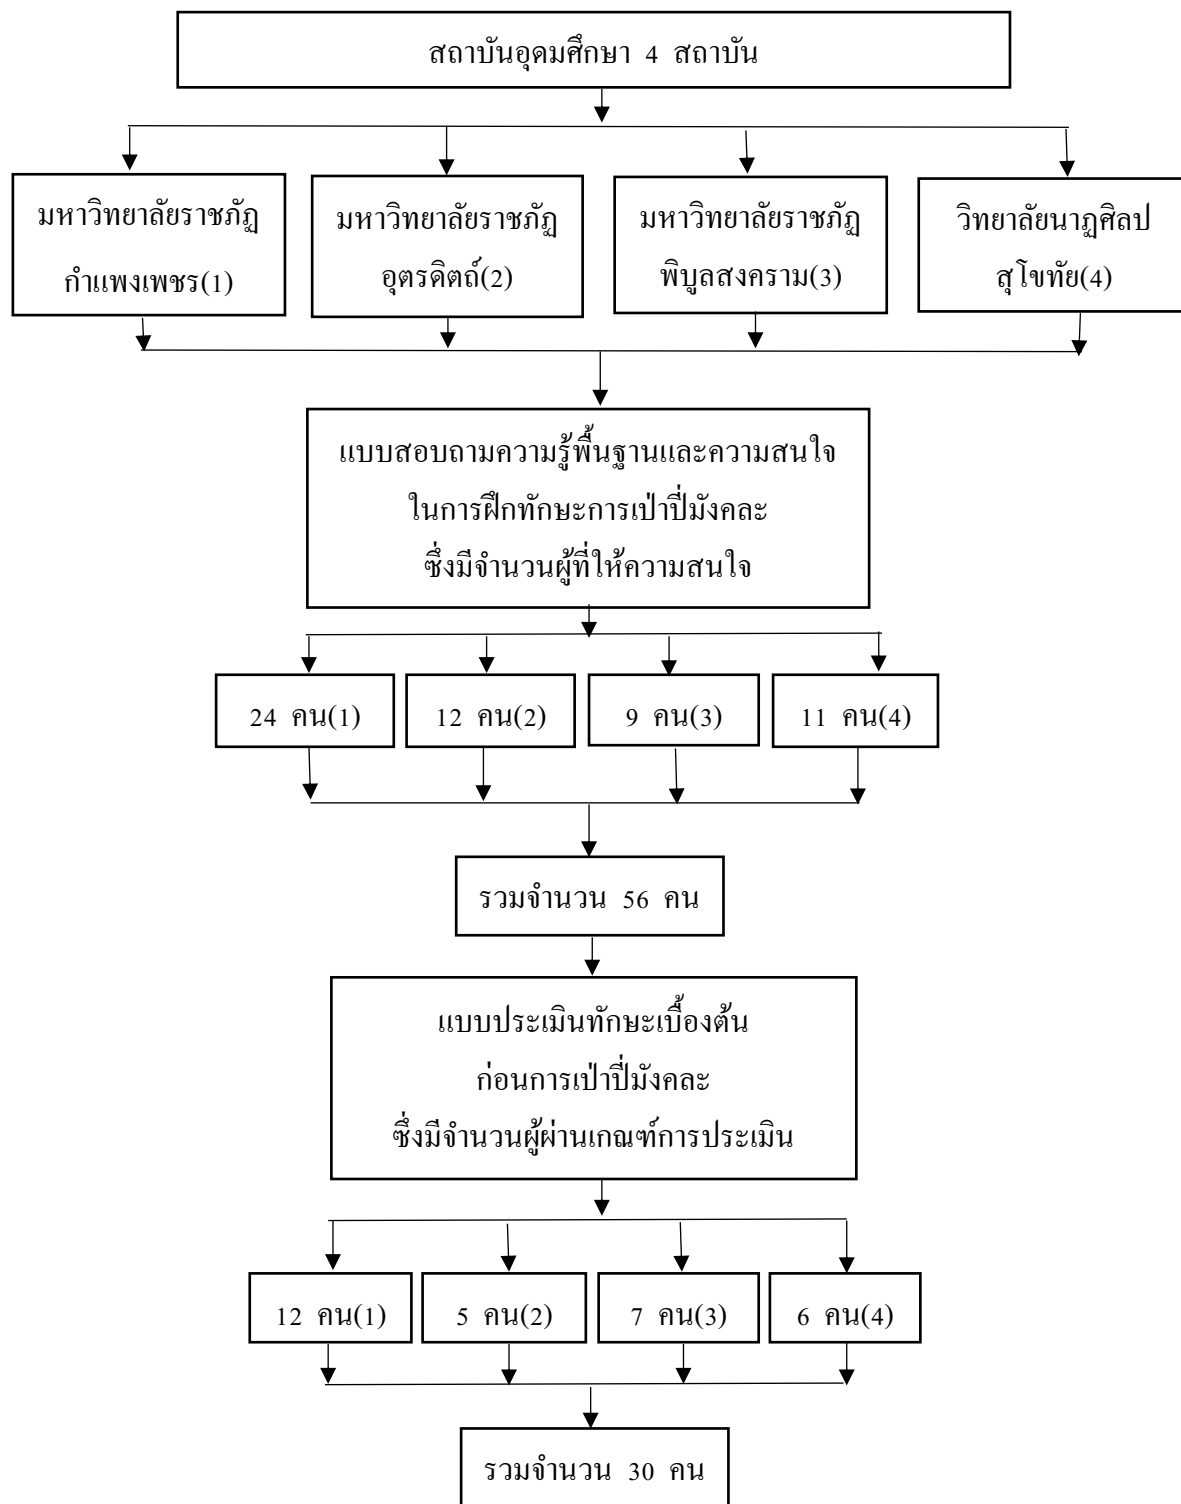 สถาบันอุดมศึกษา 4 สถาบัน
มหาวิทยาลัยราชภัฏ
กำแพงเพชร(1)
มหาวิทยาลัยราชภัฏ
อุตรดิตถ์(2)
มหาวิทยาลัยราชภัฏ
พิบูลสงคราม(3)
วิทยาลัยนาฏศิลป
สุโขทัย(4)
แบบสอบถามความรู้พื้นฐานและความสนใจ
ในการฝึกทักษะการเป่าปี่มังคละ
ซึ่งมีจำนวนผู้ที่ให้ความสนใจ
24 คน(1)
12 คน(2)
9 คน(3)
11 คน(4)
รวมจำนวน 56 คน
แบบประเมินทักษะเบื้องต้น
ก่อนการเป่าปี่มังคละ
ซึ่งมีจำนวนผู้ผ่านเกณฑ์การประเมิน
12 คน(1)
5 คน(2)
7 คน(3)
6 คน(4)
รวมจำนวน 30 คน